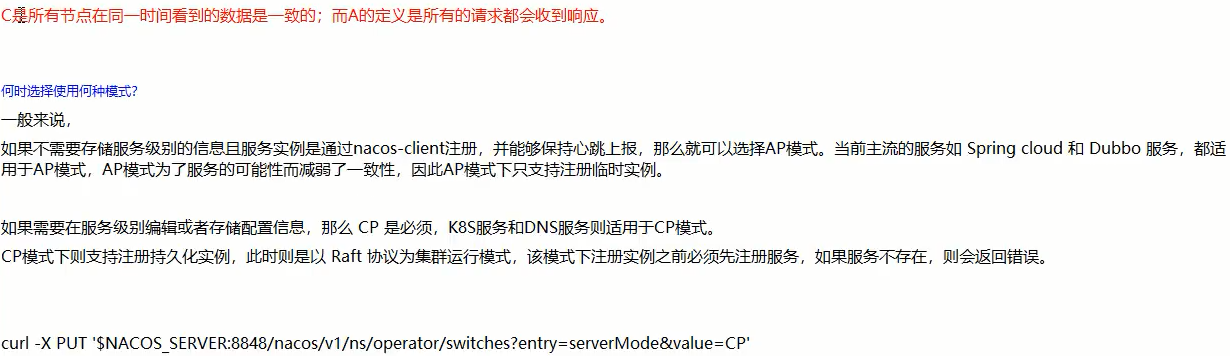 C是所有节点在同一时间看到的数据是一致的；而A的定义是所有的请求都会收到响应。
何时选择使用何种模式?
一般来说，
如果不需要存储服务级别的信息且服务实例是通过nacos-client注册，并能够保持心跳上报，那么就可以选择AP模式。当前主流的服务如 Spring cloud 和 Dubbo 服务，都适
用于AP模式，AP模式为了服务的可能性而减弱了一致性，因此AP模式下只支持注册临时实例。
如果需要在服务级别编辑或者存储配置信息，那么 CP 是必须，K8S服务和DNS服务则适用于CP模式。
CP模式下则支持注册持久化实例，此时则是以 Raft 协议为集群运行模式，该模式下注册实例之前必须先注册服务，如果服务不存在，则会返回错误。
curl -X PUT '$NACOS_SERVER:8848/nacos/v1/ns/operator/switches?entry=serverMode&value=CP'